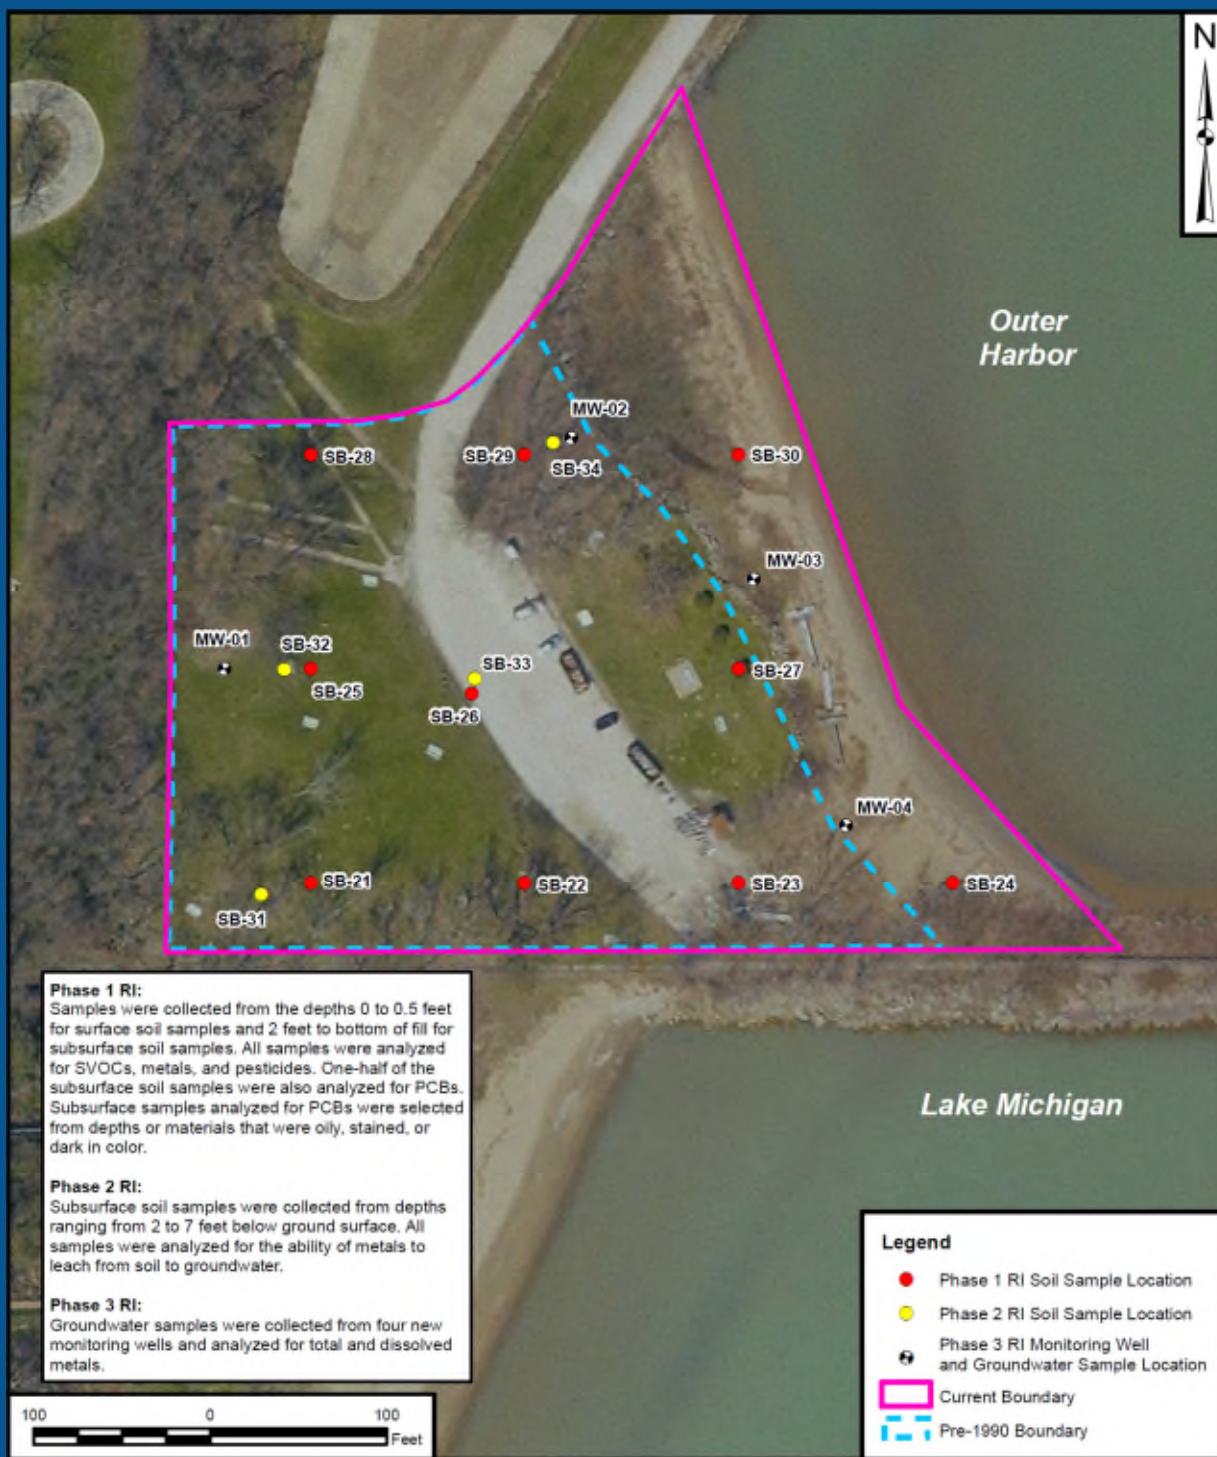 N
Outer
Harbor
MW-02
SB-28
SB-29
SB-34
SB-30
MW-03
MW-01
SB-32
SB-33
SB-27
SB-25
SB-26
MW-04
SB-21
SB-22
SB-23
SB-24
SB-31
Phase 1 RI:
Samples were collected from the depths 0 to 0.5 feet
for surface soil samples and 2 feet to bottom of fill for
subsurface soil samples. All samples were analyzed
for SVOCs, metals, and pesticides. One-half of the
subsurface soil samples were also analyzed for PCBs.
Subsurface samples analyzed for PCBs were selected
from depths or materials that were oily, stained, or
dark in color.
Phase 2 RI:
Subsurface soil samples were collected from depths
ranging from 2 to 7 feet below ground surface. All
samples were analyzed for the ability of metals to
leach from soil to groundwater.
Phase 3 RI:
Groundwater samples were collected from four new
monitoring wells and analyzed for total and dissolved
metals.
Lake Michigan
Legend
Phase 1 RI Soil Sample Location
Phase 2 RI Soil Sample Location
Phase 3 RI Monitoring Well
and Groundwater Sample Location
Current Boundary
Pre-1990 Boundary
100 0 100
Feet